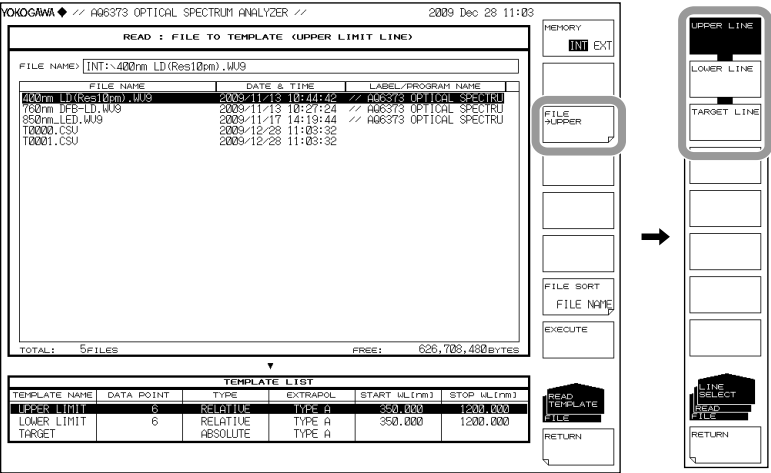 YOKOGAWA ◆ // AQ6373 OPTICAL SPECTRUM ANALYZER // 2009 Dec 28 11:03
READ : FILE TO TEMPLATE (UPPER LIMIT LINE)
FILE NAME> INT:\400nm LD(Res10pm).WV9
FILE NAME DATE & TIME LABEL/PROGRAM NAME
400nm LD(Res10pm).WV9 2009/11/13 10:44:42 // AQ6373 OPTICAL SPECTRU
760nm DFB-LD.WV9 2009/11/13 10:27:24 // AQ6373 OPTICAL SPECTRU
850nm_LED.WV9 2009/11/17 14:19:44 // AQ6373 OPTICAL SPECTRU
T0000.CSV 2009/12/28 11:03:32
T0001.CSV 2009/12/28 11:03:32
TOTAL: 5FILES FREE: 626,708,480BYTES
▼
TEMPLATE LIST
TEMPLATE NAME DATA POINT TYPE EXTRAPOL START WL[nm] STOP WL[nm]
UPPER LIMIT 6 RELATIVE TYPE A 350.000 1200.000
LOWER LIMIT 6 RELATIVE TYPE A 350.000 1200.000
TARGET ABSOLUTE TYPE A
MEMORY
INT EXT
FILE
→UPPER
FILE SORT
FILE NAME
EXECUTE
READ
TEMPLATE
FILE
RETURN
➞
UPPER LINE
LOWER LINE
TARGET LINE
LINE
SELECT
READ
FILE
RETURN